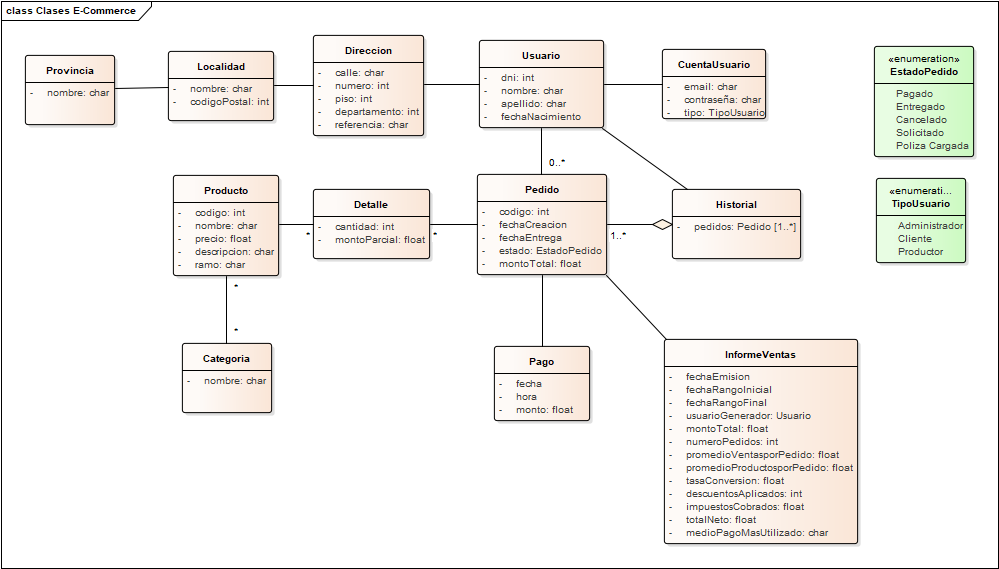 class Clases E-Commerce
Provincia
- nombre: char
Localidad
- nombre: char
- codigoPostal: int
Direccion
- calle: char
- numero: int
- piso: int
- departamento: int
- referencia: char
Usuario
- dni: int
- nombre: char
- apellido: char
- fechaNacimiento
CuentaUsuario
- email: char
- contraseña: char
- tipo: TipoUsuario
«enumeration»
EstadoPedido
Pagado
Entregado
Cancelado
Solicitado
Poliza Cargada
0..*
Producto
- codigo: int
- nombre: char
- precio: float
- descripcion: char
- ramo: char
*
Detalle
- cantidad: int
- montoParcial: float
*
Pedido
- codigo: int
- fechaCreacion
- fechaEntrega
- estado: EstadoPedido
- montoTotal: float
1..*
Historial
- pedidos: Pedido [1..*]
«enumerati...
TipoUsuario
Administrador
Cliente
Productor
*
*
Categoria
- nombre: char
Pago
- fecha
- hora
- monto: float
InformeVentas
- fechaEmision
- fechaRangoInicial
- fechaRangoFinal
- usuarioGenerador: Usuario
- montoTotal: float
- numeroPedidos: int
- promedioVentasporPedido: float
- promedioProductosporPedido: float
- tasaConversion: float
- descuentosAplicados: int
- impuestosCobrados: float
- totalNeto: float
- medioPagoMasUtilizado: char